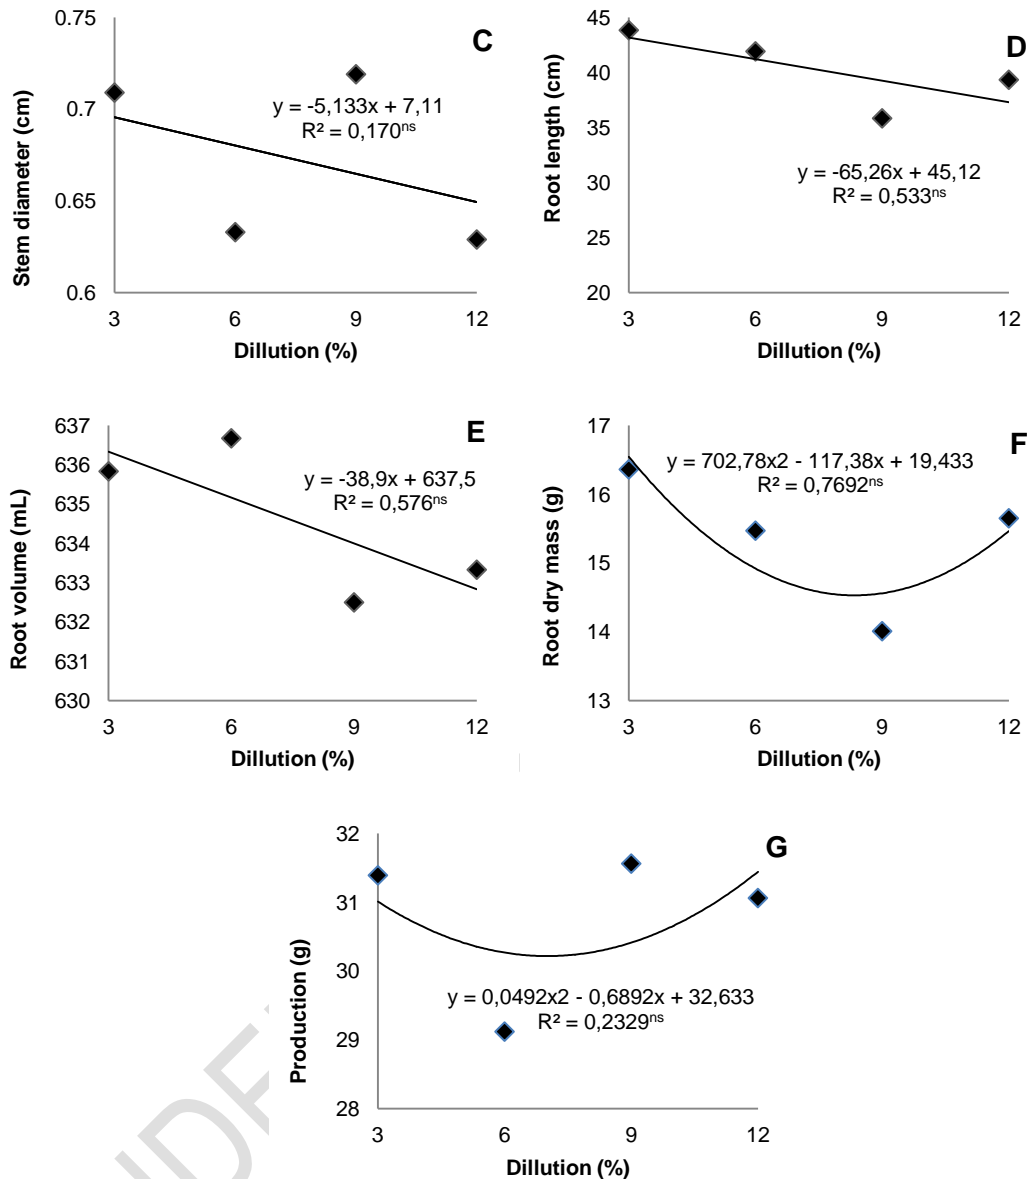 C
Stem diameter (cm)
0.75
0.7
0.65
0.6
y = -5,133x + 7,11
R² = 0,170ns
3 6 9 12
Dillution (%)
D
Root length (cm)
45
40
35
30
25
20
y = -65,26x + 45,12
R² = 0,533ns
3 6 9 12
Dillution (%)
E
Root volume (mL)
637
636
635
634
633
632
631
630
y = -38,9x + 637,5
R² = 0,576ns
3 6 9 12
Dillution (%)
F
Root dry mass (g)
17
16
15
14
13
y = 702,78x2 - 117,38x + 19,433
R² = 0,7692ns
3 6 9 12
Dillution (%)
G
Production (g)
32
31
30
29
28
y = 0,0492x2 - 0,6892x + 32,633
R² = 0,2329ns
3 6 9 12
Dillution (%)